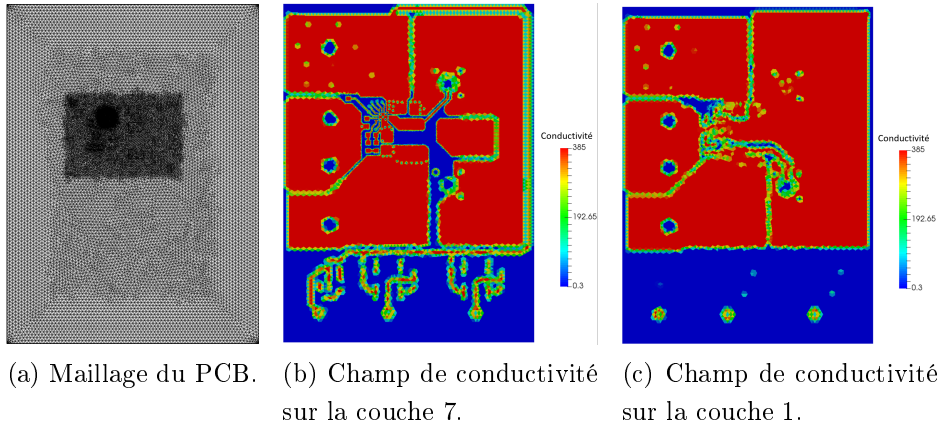 Conductivité
385
192.65
0.3
Conductivité
385
192.65
0.3
(a) Maillage du PCB.
(b) Champ de conductivité
sur la couche 7.
(c) Champ de conductivité
sur la couche 1.